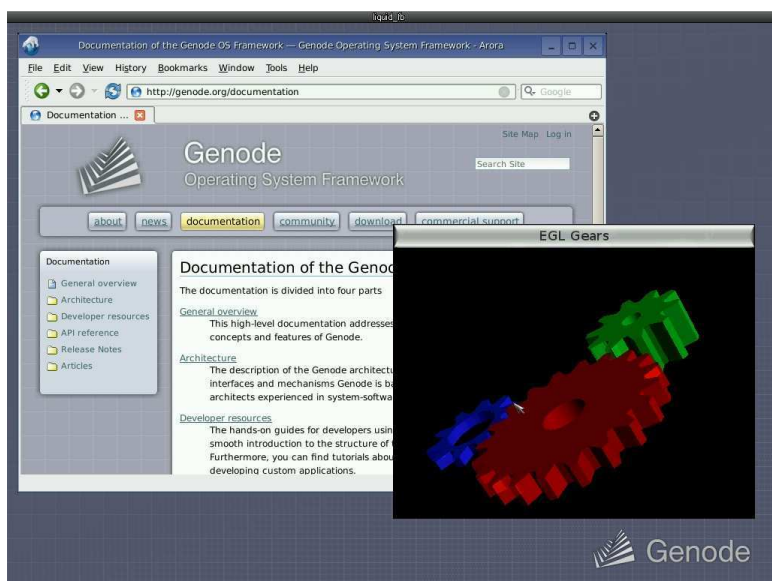 liquid_fb
Documentation of the Genode OS Framework — Genode Operating System Framework - Arora
File Edit View History Bookmarks Window Tools Help
http://genode.org/documentation
Google
Documentation ...
Site Map Log in
Genode
Operating System Framework
Search Site
about news documentation community download commercial support
EGL Gears
Documentation
General overview
Architecture
Developer resources
API reference
Release Notes
Articles
Documentation of the Genod
The documentation is divided into four parts
General overview
This high-level documentation addresses
concepts and features of Genode.
Architecture
The description of the Genode architectu
interfaces and mechanisms Genode is ba
architects experienced in system-softwa
Developer resources
The hands-on guides for developers usin
smooth introduction to the structure of
Furthermore, you can find tutorials abou
developing custom applications.
Genode